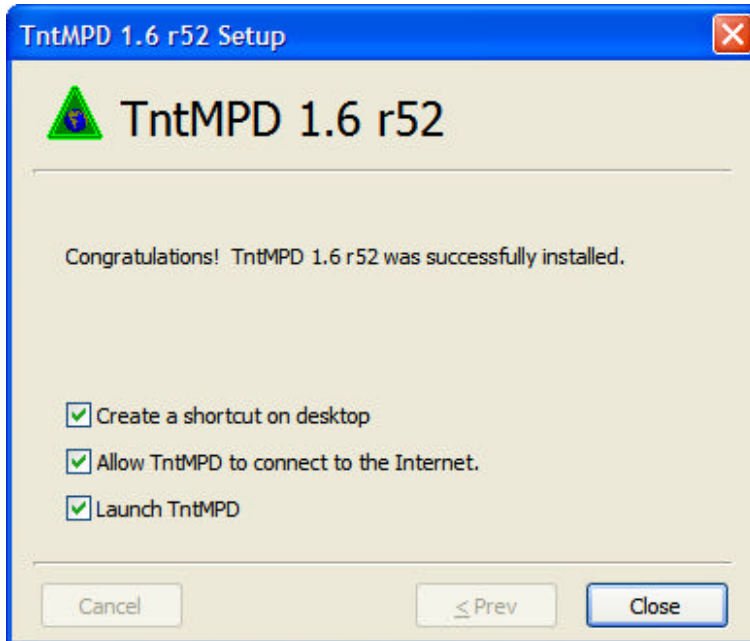 TntMPD 1.6 r52 Setup
TntMPD 1.6 r52
Congratulations!  TntMPD 1.6 r52 was successfully installed.
Create a shortcut on desktop
Allow TntMPD to connect to the Internet.
Launch TntMPD
Cancel
< Prev
Close